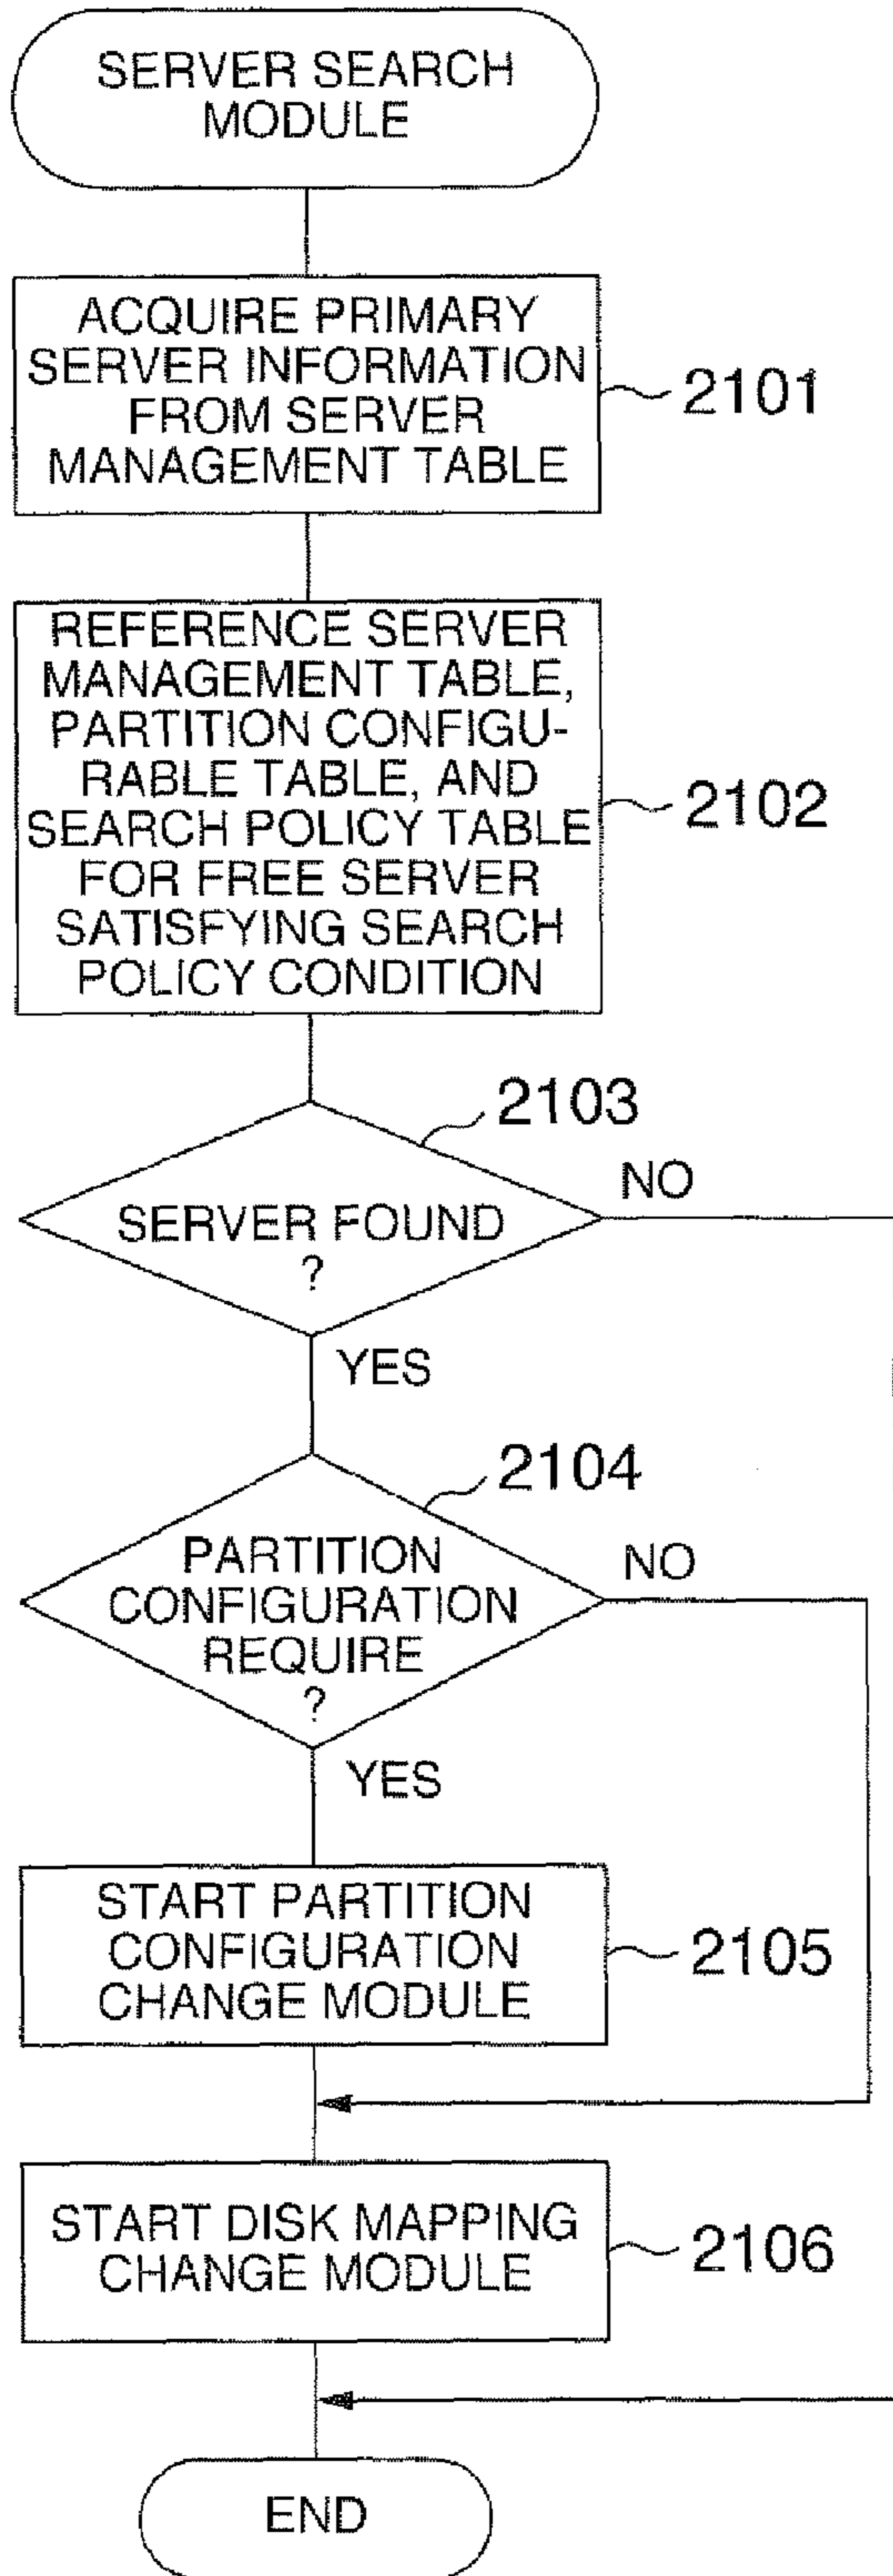 SERVER SEARCH
MODULE
ACQUIRE PRIMARY
SERVER INFORMATION
FROM SERVER
MANAGEMENT TABLE
2101
REFERENCE SERVER
MANAGEMENT TABLE,
PARTITION CONFIGU-
RABLE TABLE, AND
SEARCH POLICY TABLE
FOR FREE SERVER
SATISFYING SEARCH
POLICY CONDITION
2102
2103
SERVER FOUND
?
NO
YES
2104
PARTITION
CONFIGURATION
REQUIRE
?
NO
YES
START PARTITION
CONFIGURATION
CHANGE MODULE
2105
START DISK MAPPING
CHANGE MODULE
2106
END